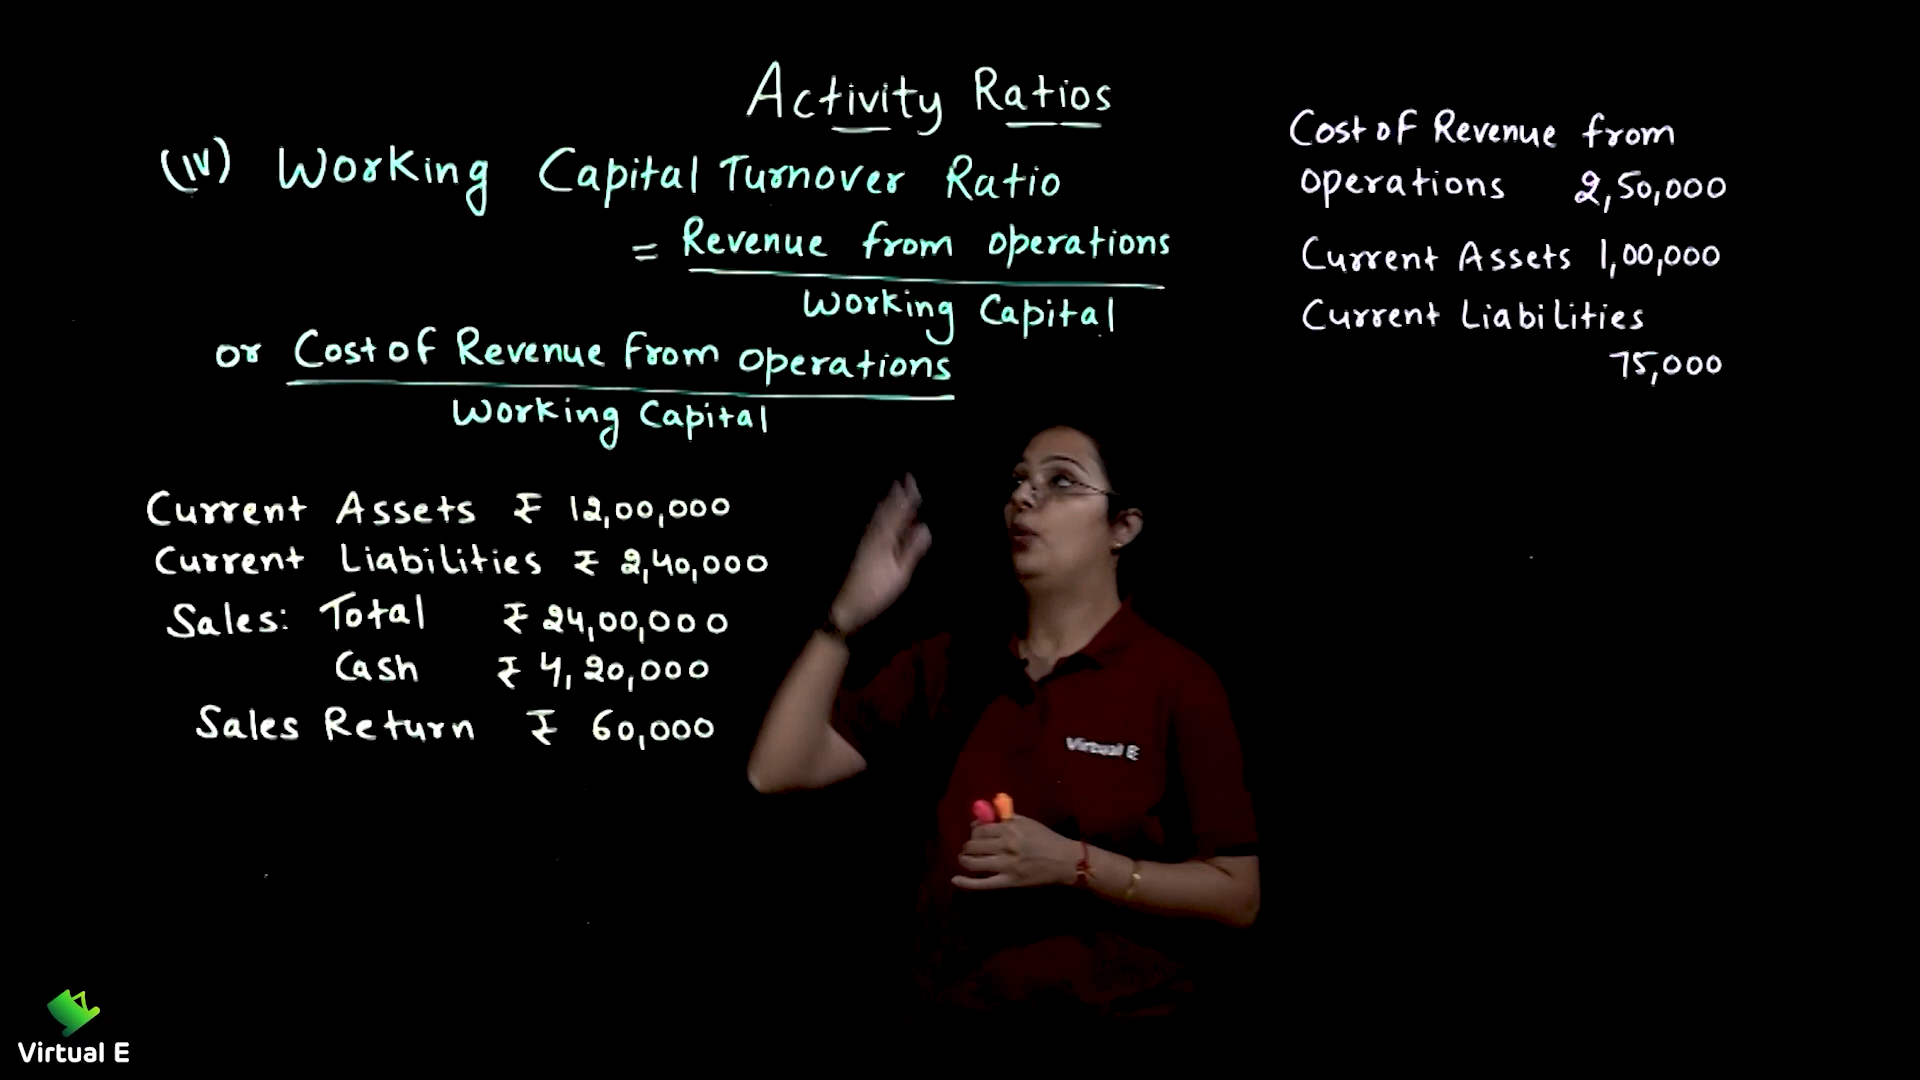 Activity Ratios
(iv) Working Capital Turnover Ratio
= Revenue from operations
Working Capital
or Cost of Revenue from operations
Working Capital
Current Assets ₹ 12,00,000
Current Liabilities ₹ 2,40,000
Sales: Total ₹ 24,00,000
Cash ₹ 4,20,000
Sales Return ₹ 60,000
Cost of Revenue from
operations 2,50,000
Current Assets 1,00,000
Current Liabilities
75,000
Virtual E
Virtual E